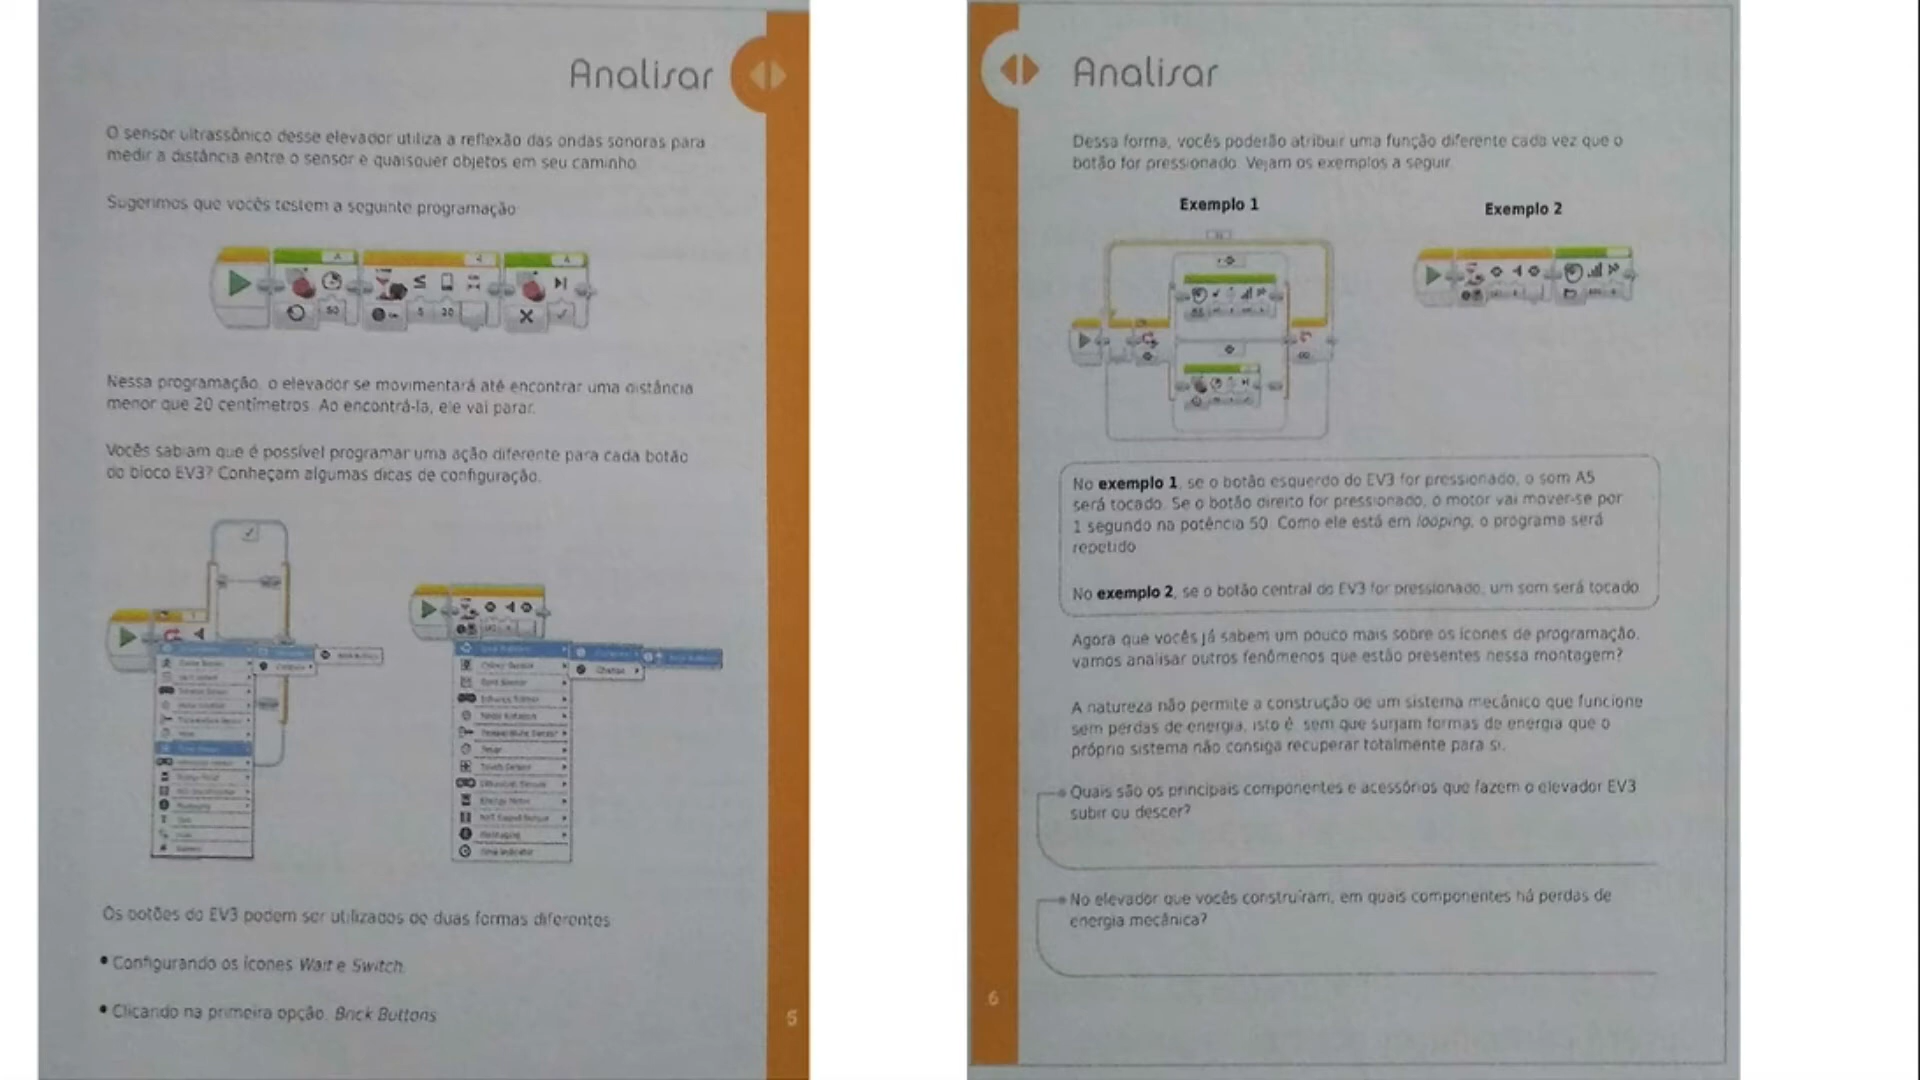 Analisar
O sensor ultrassônico desse elevador utiliza a reflexão das ondas sonoras para
medir a distância entre o sensor e quaisquer objetos em seu caminho.
Sugerimos que vocês testem a seguinte programação
A
4
A
50
5 20
Nessa programação, o elevador se movimentará até encontrar uma distância
menor que 20 centímetros. Ao encontrá-la, ele vai parar.
Vocês sabiam que é possível programar uma ação diferente para cada botão
do bloco EV3? Conheçam algumas dicas de configuração.
Os botões do EV3 podem ser utilizados de duas formas diferentes
• Configurando os ícones Wait e Switch.
• Clicando na primeira opção, Brick Buttons
5
Analisar
Dessa forma, vocês poderão atribuir uma função diferente cada vez que o
botão for pressionado. Vejam os exemplos a seguir.
Exemplo 1
Exemplo 2
No exemplo 1, se o botão esquerdo do EV3 for pressionado, o som A5
será tocado. Se o botão direito for pressionado, o motor vai mover-se por
1 segundo na potência 50. Como ele está em looping, o programa será
repetido
No exemplo 2, se o botão central do EV3 for pressionado, um som será tocado
Agora que vocês já sabem um pouco mais sobre os ícones de programação,
vamos analisar outros fenômenos que estão presentes nessa montagem?
A natureza não permite a construção de um sistema mecânico que funcione
sem perdas de energia, isto é, sem que surjam formas de energia que o
próprio sistema não consiga recuperar totalmente para si.
Quais são os principais componentes e acessórios que fazem o elevador EV3
subir ou descer?
No elevador que vocês construíram, em quais componentes há perdas de
energia mecânica?
6